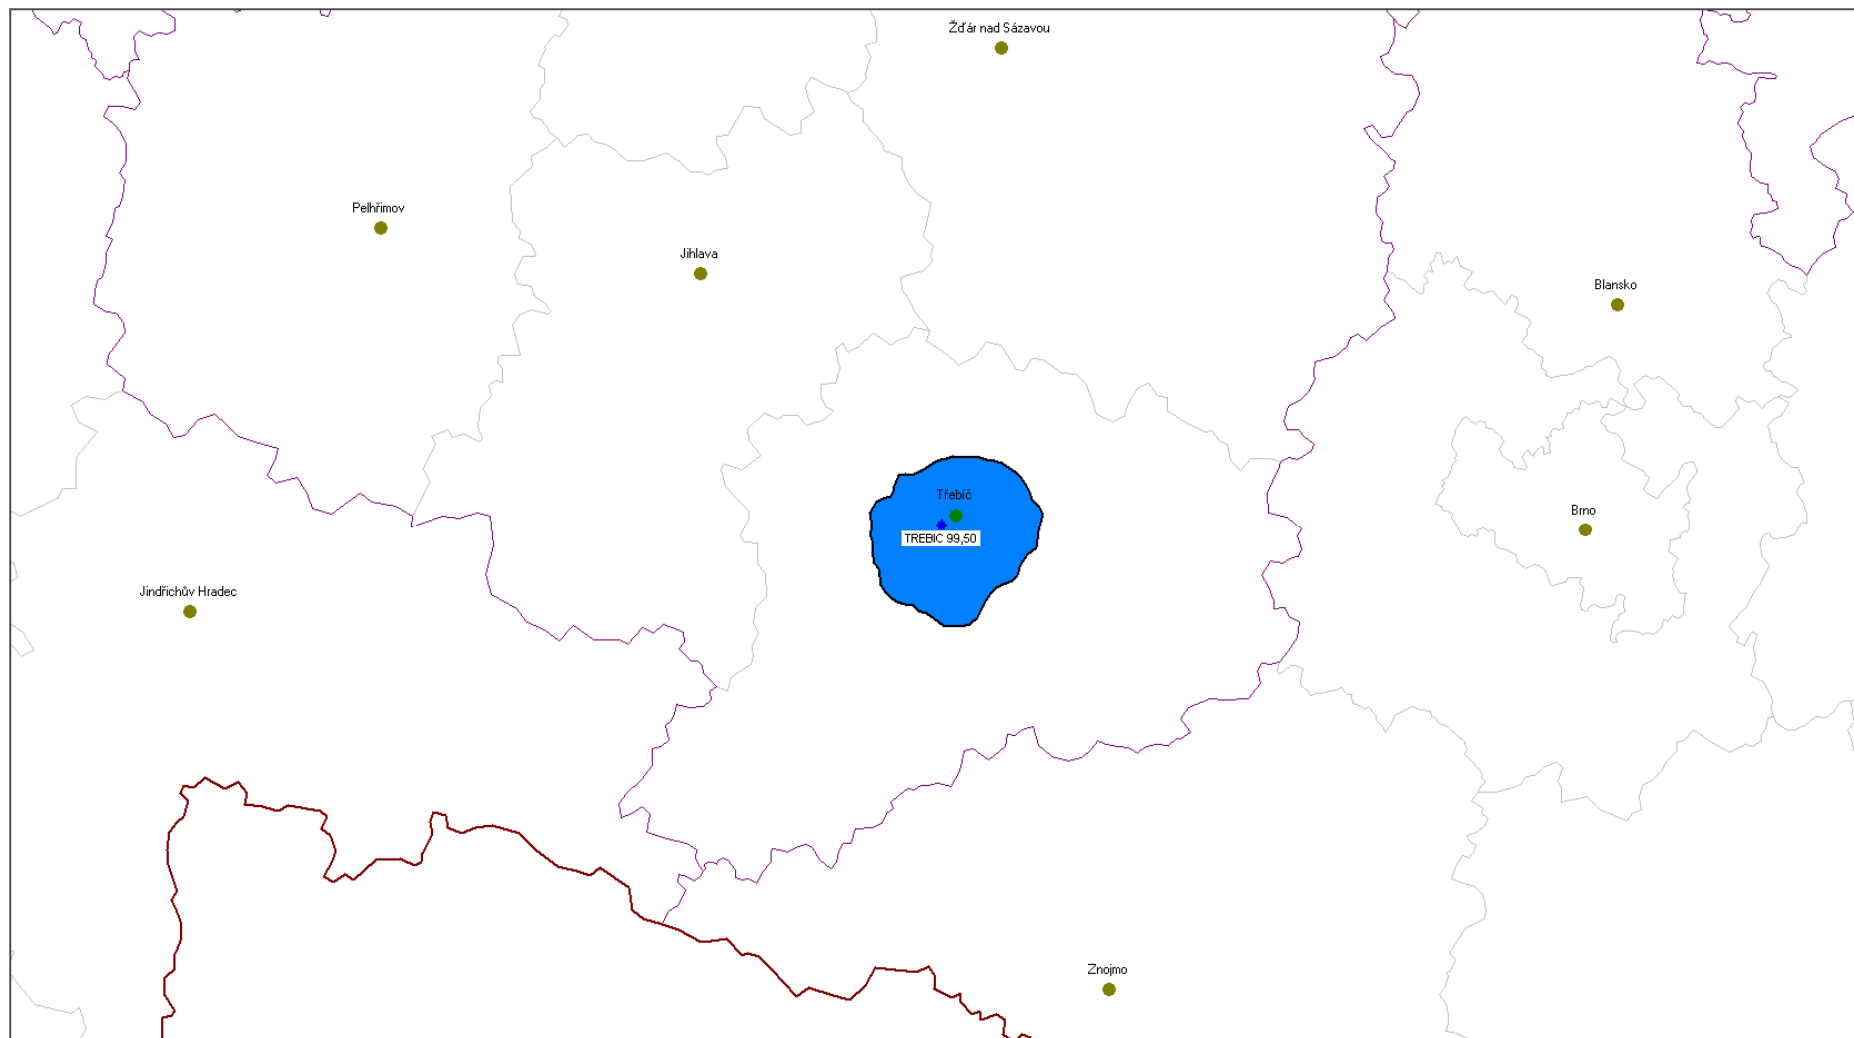 Žďár nad Sázavou
Pelhřimov
Jihlava
Blansko
Třebíč
Brno
TREBIC 99,50
Jindřichův Hradec
Znojmo